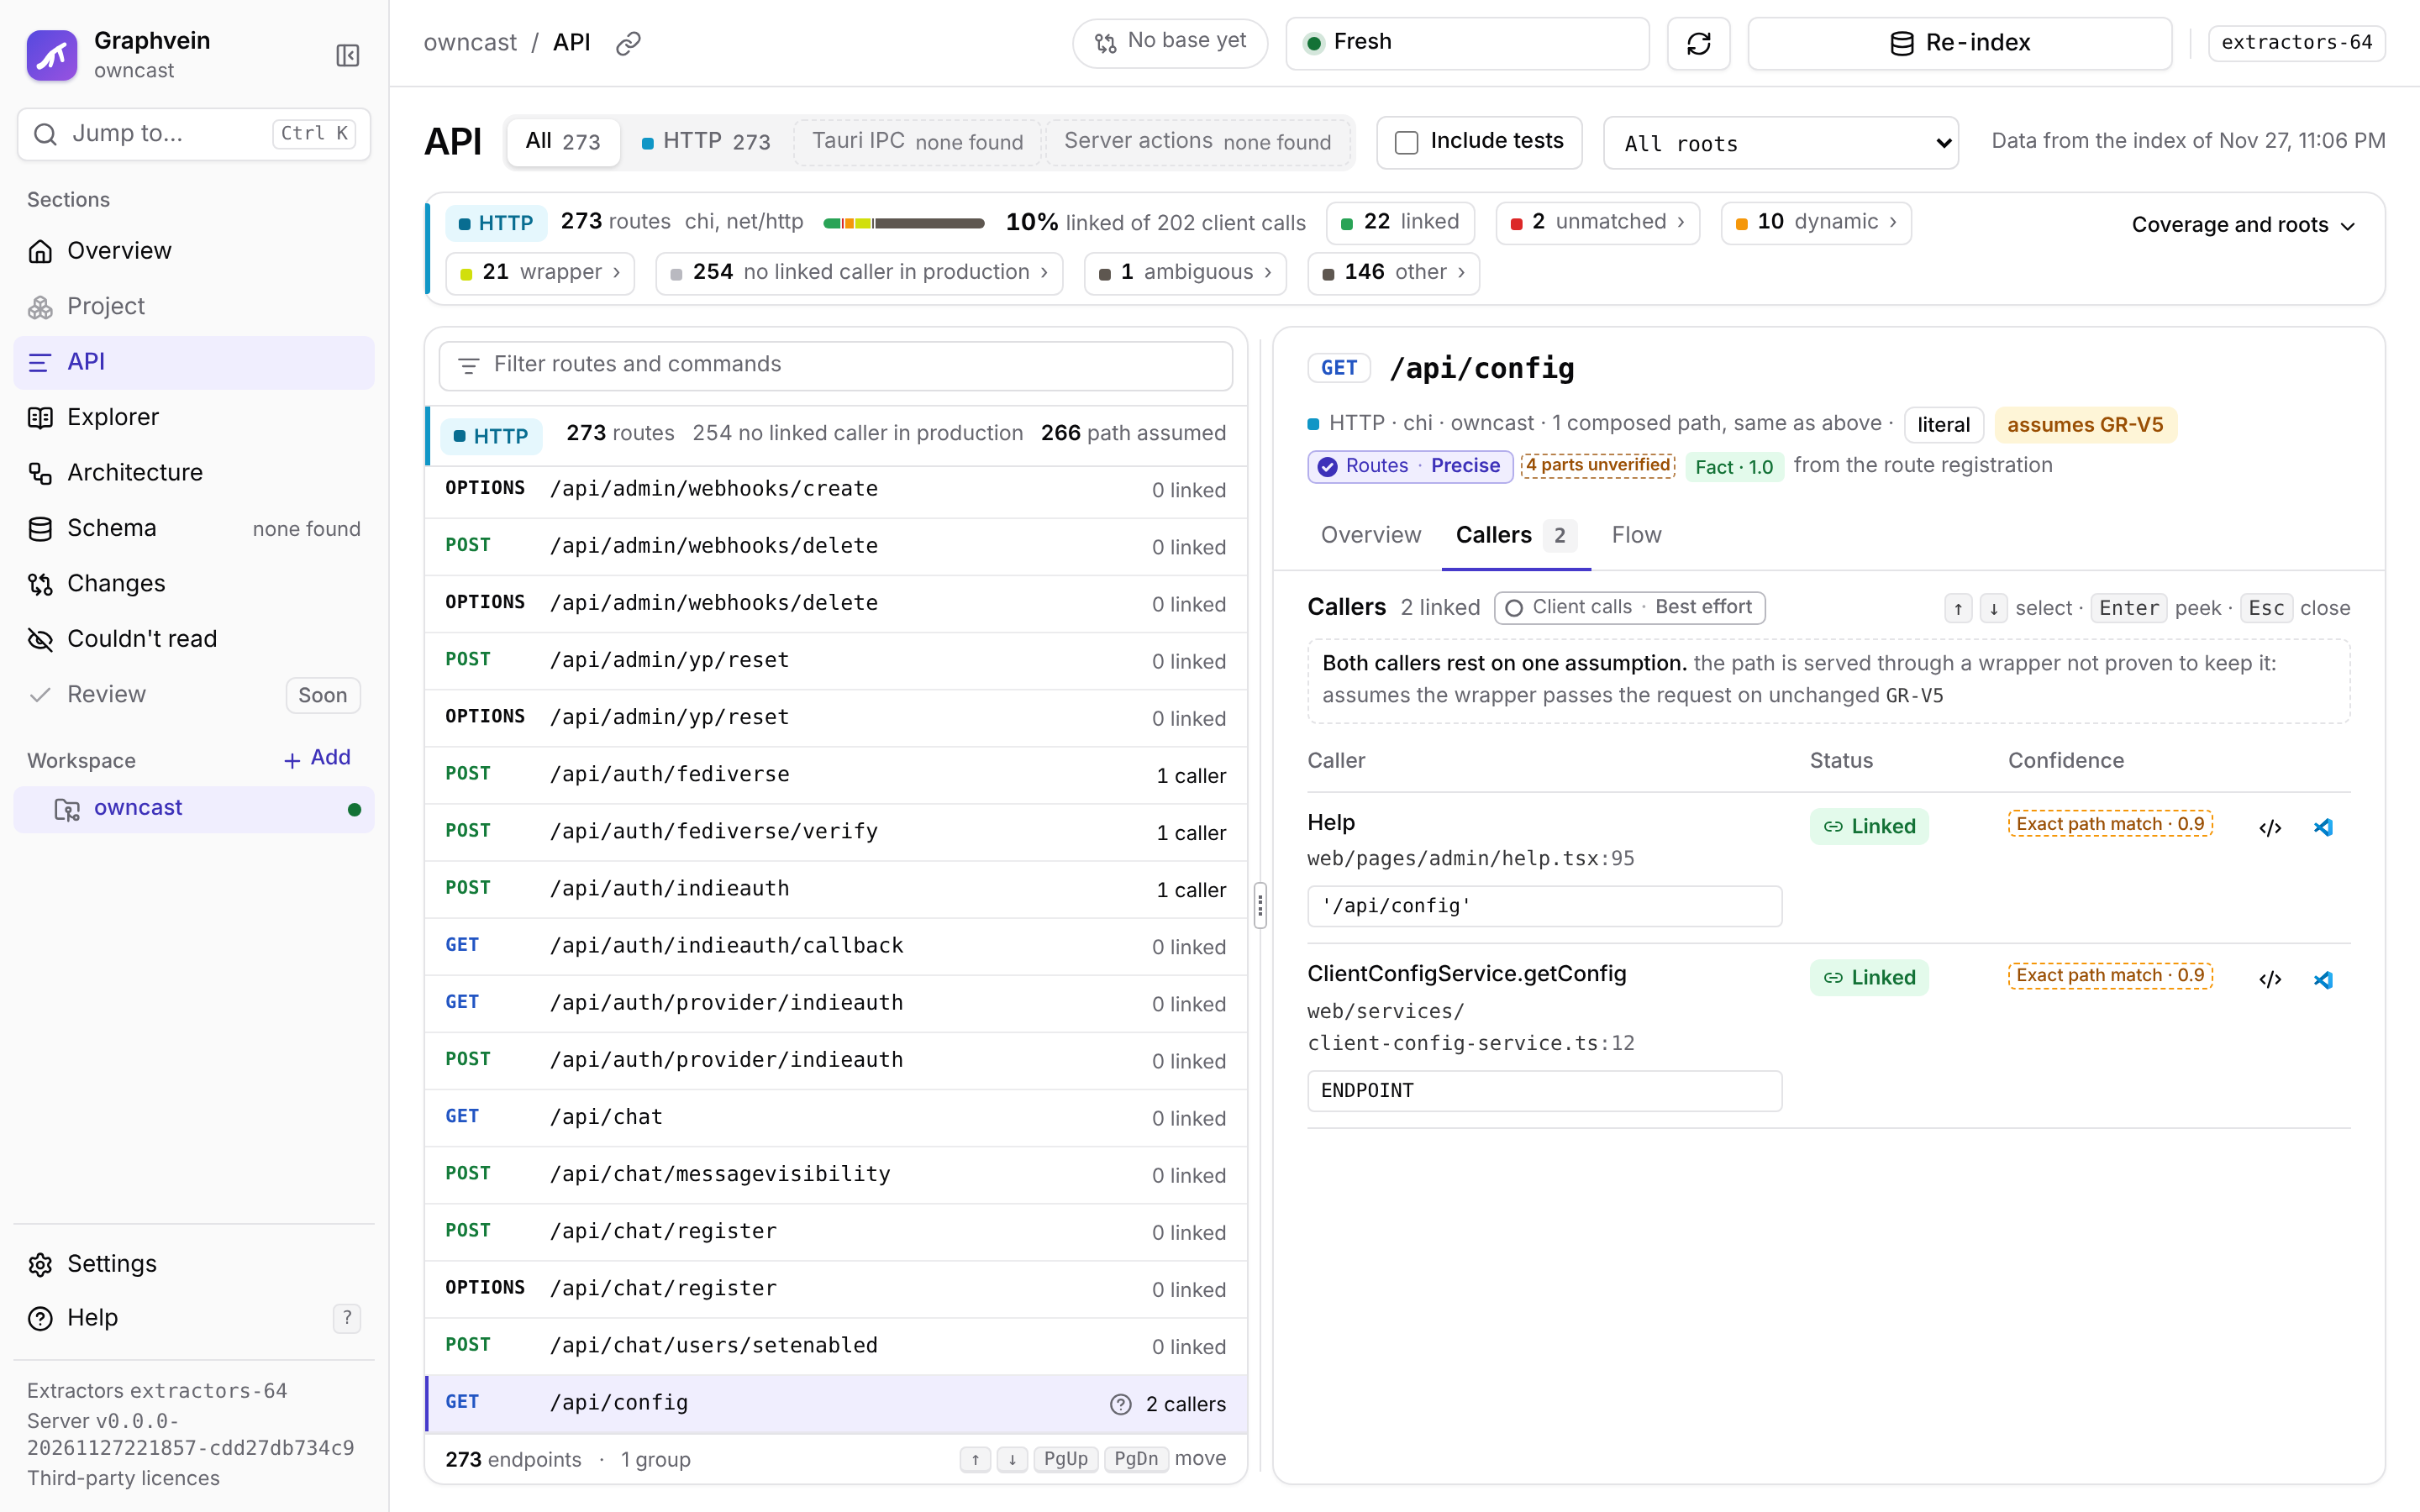 Graphvein
owncast
Jump to...
Ctrl K
Sections
Overview
Project
API
Explorer
Architecture
Schema none found
Changes
Couldn't read
Review Soon
Workspace + Add
owncast
Settings
Help ?
Extractors extractors-64
Server v0.0.0-
20261127221857-cdd27db734c9
Third-party licences
owncast / API
No base yet
Fresh
Re-index
extractors-64
API
All 273
HTTP 273
Tauri IPC none found
Server actions none found
Include tests
All roots
Data from the index of Nov 27, 11:06 PM
HTTP 273 routes chi, net/http 10% linked of 202 client calls 22 linked 2 unmatched › 10 dynamic › Coverage and roots
21 wrapper › 254 no linked caller in production › 1 ambiguous › 146 other ›
Filter routes and commands
HTTP 273 routes 254 no linked caller in production 266 path assumed
OPTIONS /api/admin/webhooks/create 0 linked
POST /api/admin/webhooks/delete 0 linked
OPTIONS /api/admin/webhooks/delete 0 linked
POST /api/admin/yp/reset 0 linked
OPTIONS /api/admin/yp/reset 0 linked
POST /api/auth/fediverse 1 caller
POST /api/auth/fediverse/verify 1 caller
POST /api/auth/indieauth 1 caller
GET /api/auth/indieauth/callback 0 linked
GET /api/auth/provider/indieauth 0 linked
POST /api/auth/provider/indieauth 0 linked
GET /api/chat 0 linked
POST /api/chat/messagevisibility 0 linked
POST /api/chat/register 0 linked
OPTIONS /api/chat/register 0 linked
POST /api/chat/users/setenabled 0 linked
GET /api/config ? 2 callers
273 endpoints · 1 group ↑ ↓ PgUp PgDn move
GET /api/config
HTTP · chi · owncast · 1 composed path, same as above · literal assumes GR-V5
Routes · Precise 4 parts unverified Fact · 1.0 from the route registration
Overview Callers 2 Flow
Callers 2 linked Client calls · Best effort ↑ ↓ select · Enter peek · Esc close
Both callers rest on one assumption. the path is served through a wrapper not proven to keep it:
assumes the wrapper passes the request on unchanged GR-V5
Caller Status Confidence
Help Linked Exact path match · 0.9
web/pages/admin/help.tsx:95
'/api/config'
ClientConfigService.getConfig Linked Exact path match · 0.9
web/services/
client-config-service.ts:12
ENDPOINT